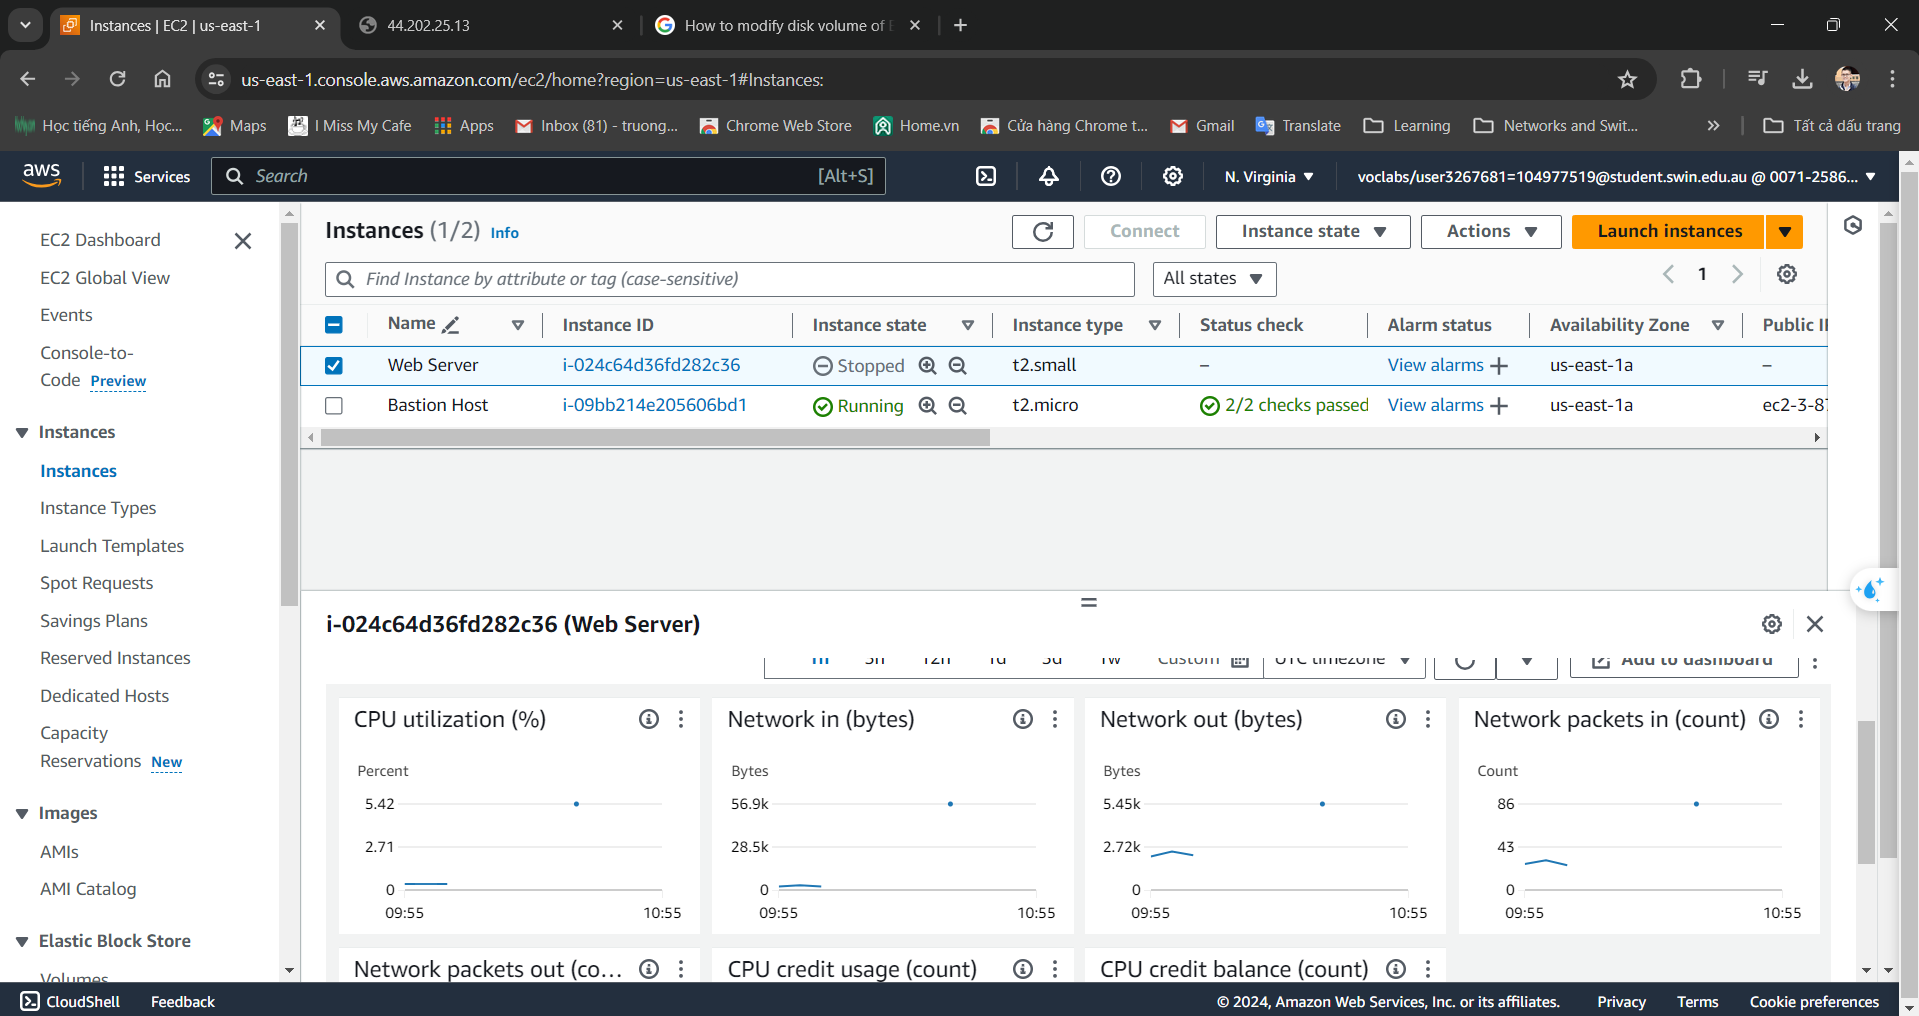 Instances | EC2 | us-east-1
44.202.25.13
How to modify disk volume of E
us-east-1.console.aws.amazon.com/ec2/home?region=us-east-1#Instances:
Học tiếng Anh, Học...
Maps
I Miss My Cafe
Apps
Inbox (81) - truong...
Chrome Web Store
Home.vn
Cửa hàng Chrome t...
Gmail
Translate
Learning
Networks and Swit...
Tất cả dấu trang
aws
Services
Search
[Alt+S]
N. Virginia
voclabs/user3267681=104977519@student.swin.edu.au @ 0071-2586...
EC2 Dashboard
EC2 Global View
Events
Console-to-
Code Preview
Instances
Instances
Instance Types
Launch Templates
Spot Requests
Savings Plans
Reserved Instances
Dedicated Hosts
Capacity
Reservations New
Images
AMIs
AMI Catalog
Elastic Block Store
Volumes
Instances (1/2) Info
Connect
Instance state
Actions
Launch instances
Find Instance by attribute or tag (case-sensitive)
All states
1
Name Instance ID Instance state Instance type Status check Alarm status Availability Zone Public I
Web Server i-024c64d36fd282c36 Stopped t2.small – View alarms us-east-1a –
Bastion Host i-09bb214e205606bd1 Running t2.micro 2/2 checks passed View alarms us-east-1a ec2-3-8
i-024c64d36fd282c36 (Web Server)
1h 3h 12h 1d 3d 1w Custom UTC timezone Add to dashboard
CPU utilization (%)
Percent
5.42
2.71
0
09:55 10:55
Network in (bytes)
Bytes
56.9k
28.5k
0
09:55 10:55
Network out (bytes)
Bytes
5.45k
2.72k
0
09:55 10:55
Network packets in (count)
Count
86
43
0
09:55 10:55
Network packets out (co...
CPU credit usage (count)
CPU credit balance (count)
CloudShell
Feedback
© 2024, Amazon Web Services, Inc. or its affiliates.
Privacy
Terms
Cookie preferences